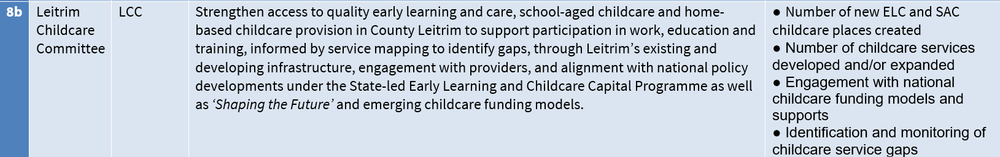 8b
Leitrim
Childcare
Committee
LCC
Strengthen access to quality early learning and care, school-aged childcare and home-
based childcare provision in County Leitrim to support participation in work, education and
training, informed by service mapping to identify gaps, through Leitrim’s existing and
developing infrastructure, engagement with providers, and alignment with national policy
developments under the State-led Early Learning and Childcare Capital Programme as well
as ‘Shaping the Future’ and emerging childcare funding models.
● Number of new ELC and SAC
childcare places created
● Number of childcare services
developed and/or expanded
● Engagement with national
childcare funding models and
supports
● Identification and monitoring of
childcare service gaps